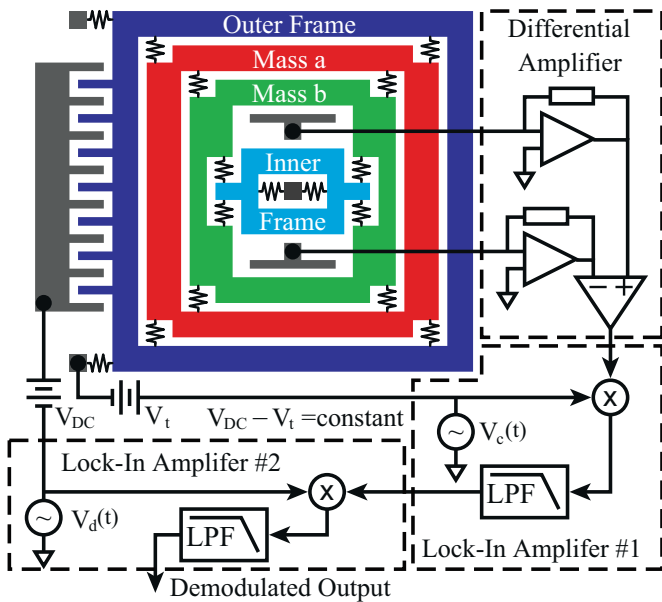 Outer Frame
Differential
Amplifier
Mass a
Mass b
Inner
Frame
− +
x
V_DC
V_t
V_DC – V_t =constant
~
V_c(t)
Lock-In Amplifer #2
x
LPF
~
V_d(t)
LPF
Lock-In Amplifer #1
Demodulated Output